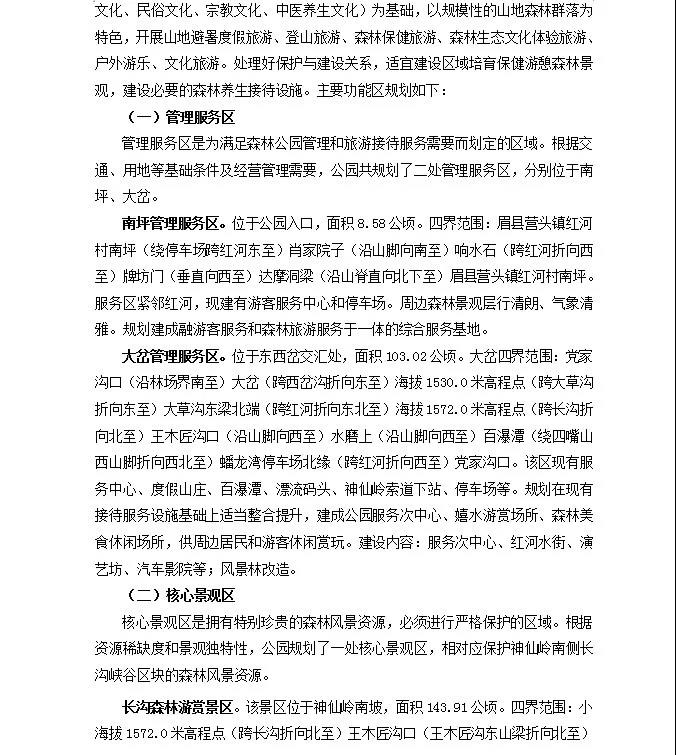 文化、民俗文化、宗教文化、中医养生文化）为基础，以规模性的山地森林群落为
特色，开展山地避暑度假旅游、登山旅游、森林保健旅游、森林生态文化体验旅游、
户外游乐、文化旅游。处理好保护与建设关系，适宜建设区域培育保健游憩森林景
观，建设必要的森林养生接待设施。主要功能区规划如下：
（一）管理服务区
管理服务区是为满足森林公园管理和旅游接待服务需要而划定的区域。根据交
通、用地等基础条件及经营管理需要，公园共规划了二处管理服务区，分别位于南
坪、大岔。
南坪管理服务区。位于公园入口，面积 8.58 公顷。四界范围：眉县营头镇红河
村南坪（绕停车场跨红河东至）肖家院子（沿山脚向南至）响水石（跨红河折向西
至）牌坊门（垂直向西至）达摩洞梁（沿山脊直向北下至）眉县营头镇红河村南坪。
服务区紧邻红河，现建有游客服务中心和停车场。周边森林景观层行清朗、气象清
雅。规划建成融游客服务和森林旅游服务于一体的综合服务基地。
大岔管理服务区。位于东西岔交汇处，面积 103.02 公顷。大岔四界范围：党家
沟口（沿林场界南至）大岔（跨西岔沟折向东至）海拔 1530.0 米高程点（跨大草沟
折向东至）大草沟东梁北端（跨红河折向东北至）海拔 1572.0 米高程点（跨长沟折
向北至）王木匠沟口（沿山脚向西至）水磨上（沿山脚向西至）百瀑潭（绕四嘴山
西山脚折向西北至）蟠龙湾停车场北缘（跨红河折向西至）党家沟口。该区现有服
务中心、度假山庄、百瀑潭、漂流码头、神仙岭索道下站、停车场等。规划在现有
接待服务设施基础上适当整合提升，建成公园服务次中心、嬉水游赏场所、森林美
食休闲场所，供周边居民和游客休闲赏玩。建设内容：服务次中心、红河水街、演
艺坊、汽车影院等；风景林改造。
（二）核心景观区
核心景观区是拥有特别珍贵的森林风景资源，必须进行严格保护的区域。根据
资源稀缺度和景观独特性，公园规划了一处核心景观区，相对应保护神仙岭南侧长
沟峡谷区块的森林风景资源。
长沟森林游赏景区。该景区位于神仙岭南坡，面积 143.91 公顷。四界范围：小
海拔 1572.0 米高程点（跨长沟折向北至）王木匠沟口（王木匠沟东山梁折向北至）